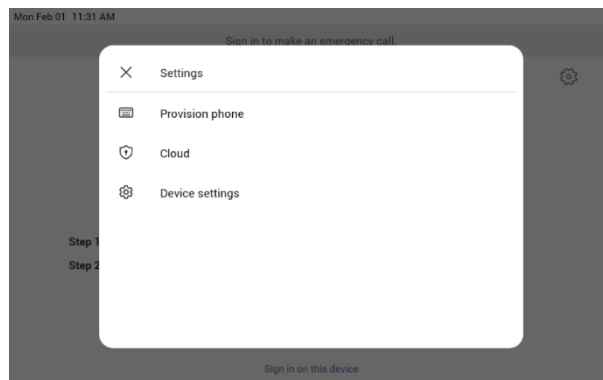 Mon Feb 01 11:31 AM
Sign in to make an emergency call.
Settings
Provision phone
Cloud
Device settings
Step 1
Step 2
Sign in on this device